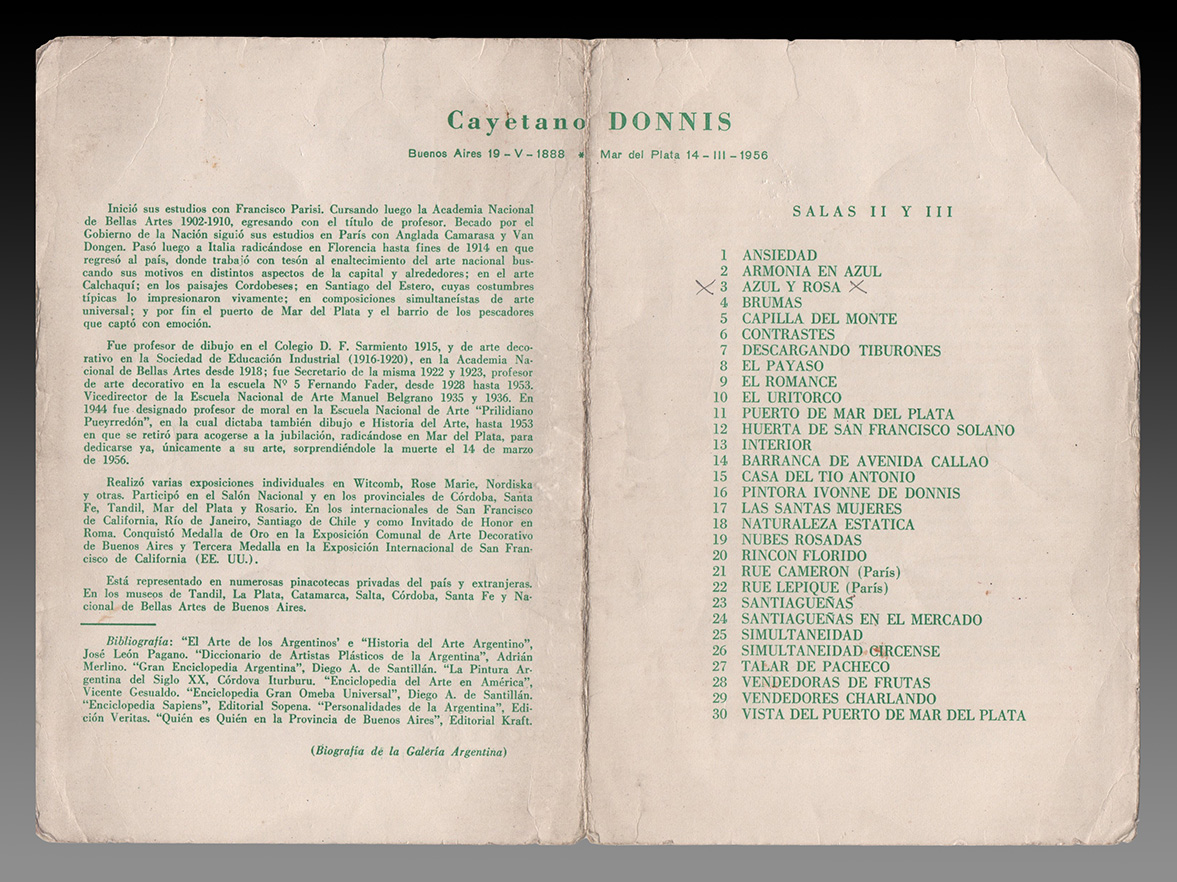 Cayetano DONNIS
Buenos Aires 19 – V – 1888 * Mar del Plata 14 – III – 1956
Inició sus estudios con Francisco Parisi. Cursando luego la Academia Nacional
de Bellas Artes 1902-1910, egresando con el título de profesor. Becado por el
Gobierno de la Nación siguió sus estudios en París con Anglada Camarasa y Van
Dongen. Pasó luego a Italia radicándose en Florencia hasta fines de 1914 en que
regresó al país, donde trabajó con tesón al enaltecimiento del arte nacional bus-
cando sus motivos en distintos aspectos de la capital y alrededores; en el arte
Calchaquí; en los paisajes Cordobeses; en Santiago del Estero, cuyas costumbres
típicas lo impresionaron vivamente; en composiciones simultaneístas de arte
universal; y por fin el puerto de Mar del Plata y el barrio de los pescadores
que captó con emoción.
Fue profesor de dibujo en el Colegio D. F. Sarmiento 1915, y de arte deco-
rativo en la Sociedad de Educación Industrial (1916-1920), en la Academia Na-
cional de Bellas Artes desde 1918; fue Secretario de la misma 1922 y 1923, profesor
de arte decorativo en la escuela Nº 5 Fernando Fader, desde 1928 hasta 1953.
Vicedirector de la Escuela Nacional de Arte Manuel Belgrano 1935 y 1936. En
1944 fue designado profesor de moral en la Escuela Nacional de Arte “Prilidiano
Pueyrredón”, en la cual dictaba también dibujo e Historia del Arte, hasta 1953
en que se retiró para acogerse a la jubilación, radicándose en Mar del Plata, para
dedicarse ya, únicamente a su arte, sorprendiéndole la muerte el 14 de marzo
de 1956.
Realizó varias exposiciones individuales en Witcomb, Rose Marie, Nordiska
y otras. Participó en el Salón Nacional y en los provinciales de Córdoba, Santa
Fe, Tandil, Mar del Plata y Rosario. En los internacionales de San Francisco
de California, Río de Janeiro, Santiago de Chile y como Invitado de Honor en
Roma. Conquistó Medalla de Oro en la Exposición Comunal de Arte Decorativo
de Buenos Aires y Tercera Medalla en la Exposición Internacional de San Fran-
cisco de California (EE. UU.).
Está representado en numerosas pinacotecas privadas del país y extranjeras.
En los museos de Tandil, La Plata, Catamarca, Salta, Córdoba, Santa Fe y Na-
cional de Bellas Artes de Buenos Aires.
Bibliografía: “El Arte de los Argentinos’ e “Historia del Arte Argentino”,
José León Pagano. “Diccionario de Artistas Plásticos de la Argentina”, Adrián
Merlino. “Gran Enciclopedia Argentina”, Diego A. de Santillán. “La Pintura Ar-
gentina del Siglo XX, Córdova Iturburu. “Enciclopedia del Arte en América”,
Vicente Gesualdo. “Enciclopedia Gran Omeba Universal”, Diego A. de Santillán.
“Enciclopedia Sapiens”, Editorial Sopena. “Personalidades de la Argentina”, Edi-
ción Veritas. “Quién es Quién en la Provincia de Buenos Aires”, Editorial Kraft.
(Biografía de la Galería Argentina)
SALAS II Y III
1 ANSIEDAD
2 ARMONIA EN AZUL
X 3 AZUL Y ROSA X
4 BRUMAS
5 CAPILLA DEL MONTE
6 CONTRASTES
7 DESCARGANDO TIBURONES
8 EL PAYASO
9 EL ROMANCE
10 EL URITORCO
11 PUERTO DE MAR DEL PLATA
12 HUERTA DE SAN FRANCISCO SOLANO
13 INTERIOR
14 BARRANCA DE AVENIDA CALLAO
15 CASA DEL TIO ANTONIO
16 PINTORA IVONNE DE DONNIS
17 LAS SANTAS MUJERES
18 NATURALEZA ESTATICA
19 NUBES ROSADAS
20 RINCON FLORIDO
21 RUE CAMERON (París)
22 RUE LEPIQUE (París)
23 SANTIAGUEÑAS
24 SANTIAGUEÑAS EN EL MERCADO
25 SIMULTANEIDAD
26 SIMULTANEIDAD CIRCENSE
27 TALAR DE PACHECO
28 VENDEDORAS DE FRUTAS
29 VENDEDORES CHARLANDO
30 VISTA DEL PUERTO DE MAR DEL PLATA